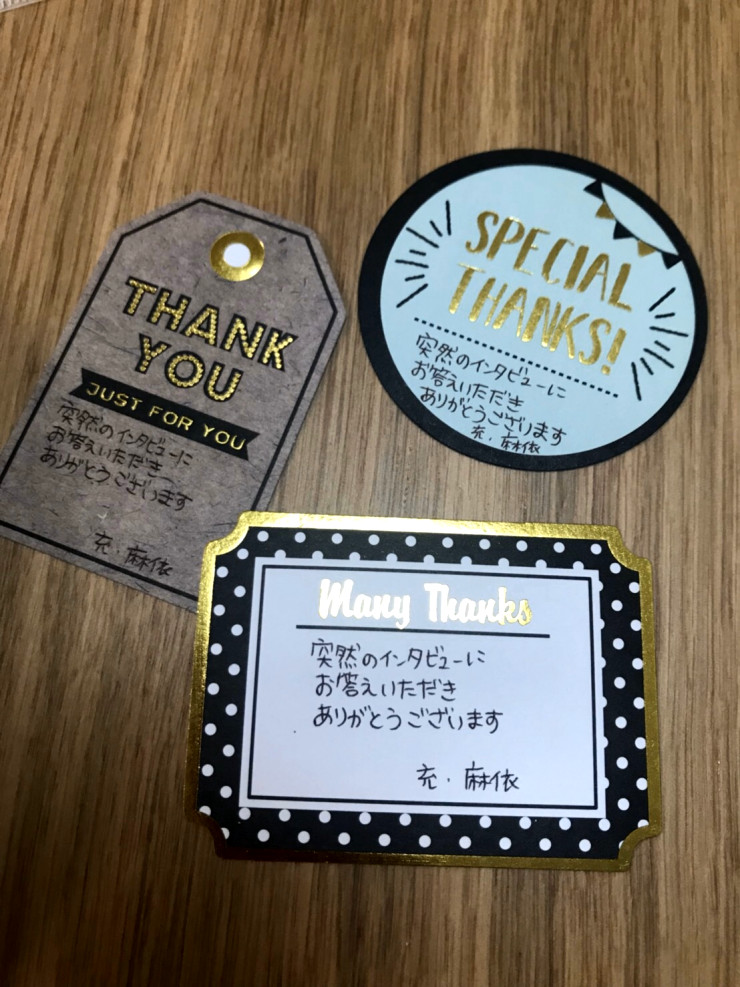 THANK
YOU
JUST FOR YOU
突然のインタビューに
お答えいただき
ありがとうございます
充・麻依
SPECIAL
THANKS!
突然のインタビューに
お答えいただき
ありがとうございます
充・麻依
Many Thanks
突然のインタビューに
お答えいただき
ありがとうございます
充・麻依